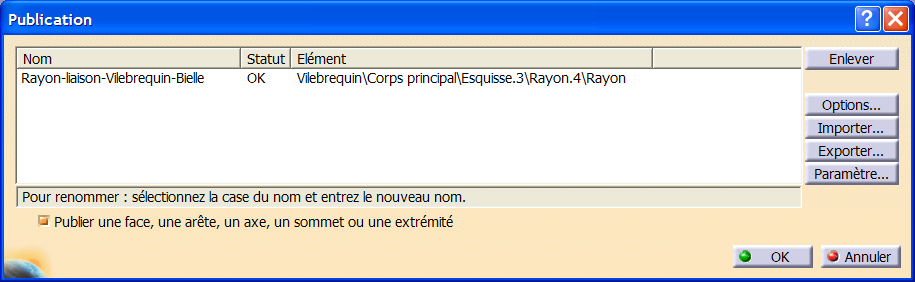 Publication
Nom Statut Elément
Enlever
Rayon-liaison-Vilebrequin-Bielle OK Vilebrequin\Corps principal\Esquisse.3\Rayon.4\Rayon
Options...
Importer...
Exporter...
Paramètre...
Pour renommer : sélectionnez la case du nom et entrez le nouveau nom.
Publier une face, une arête, un axe, un sommet ou une extrémité
OK Annuler